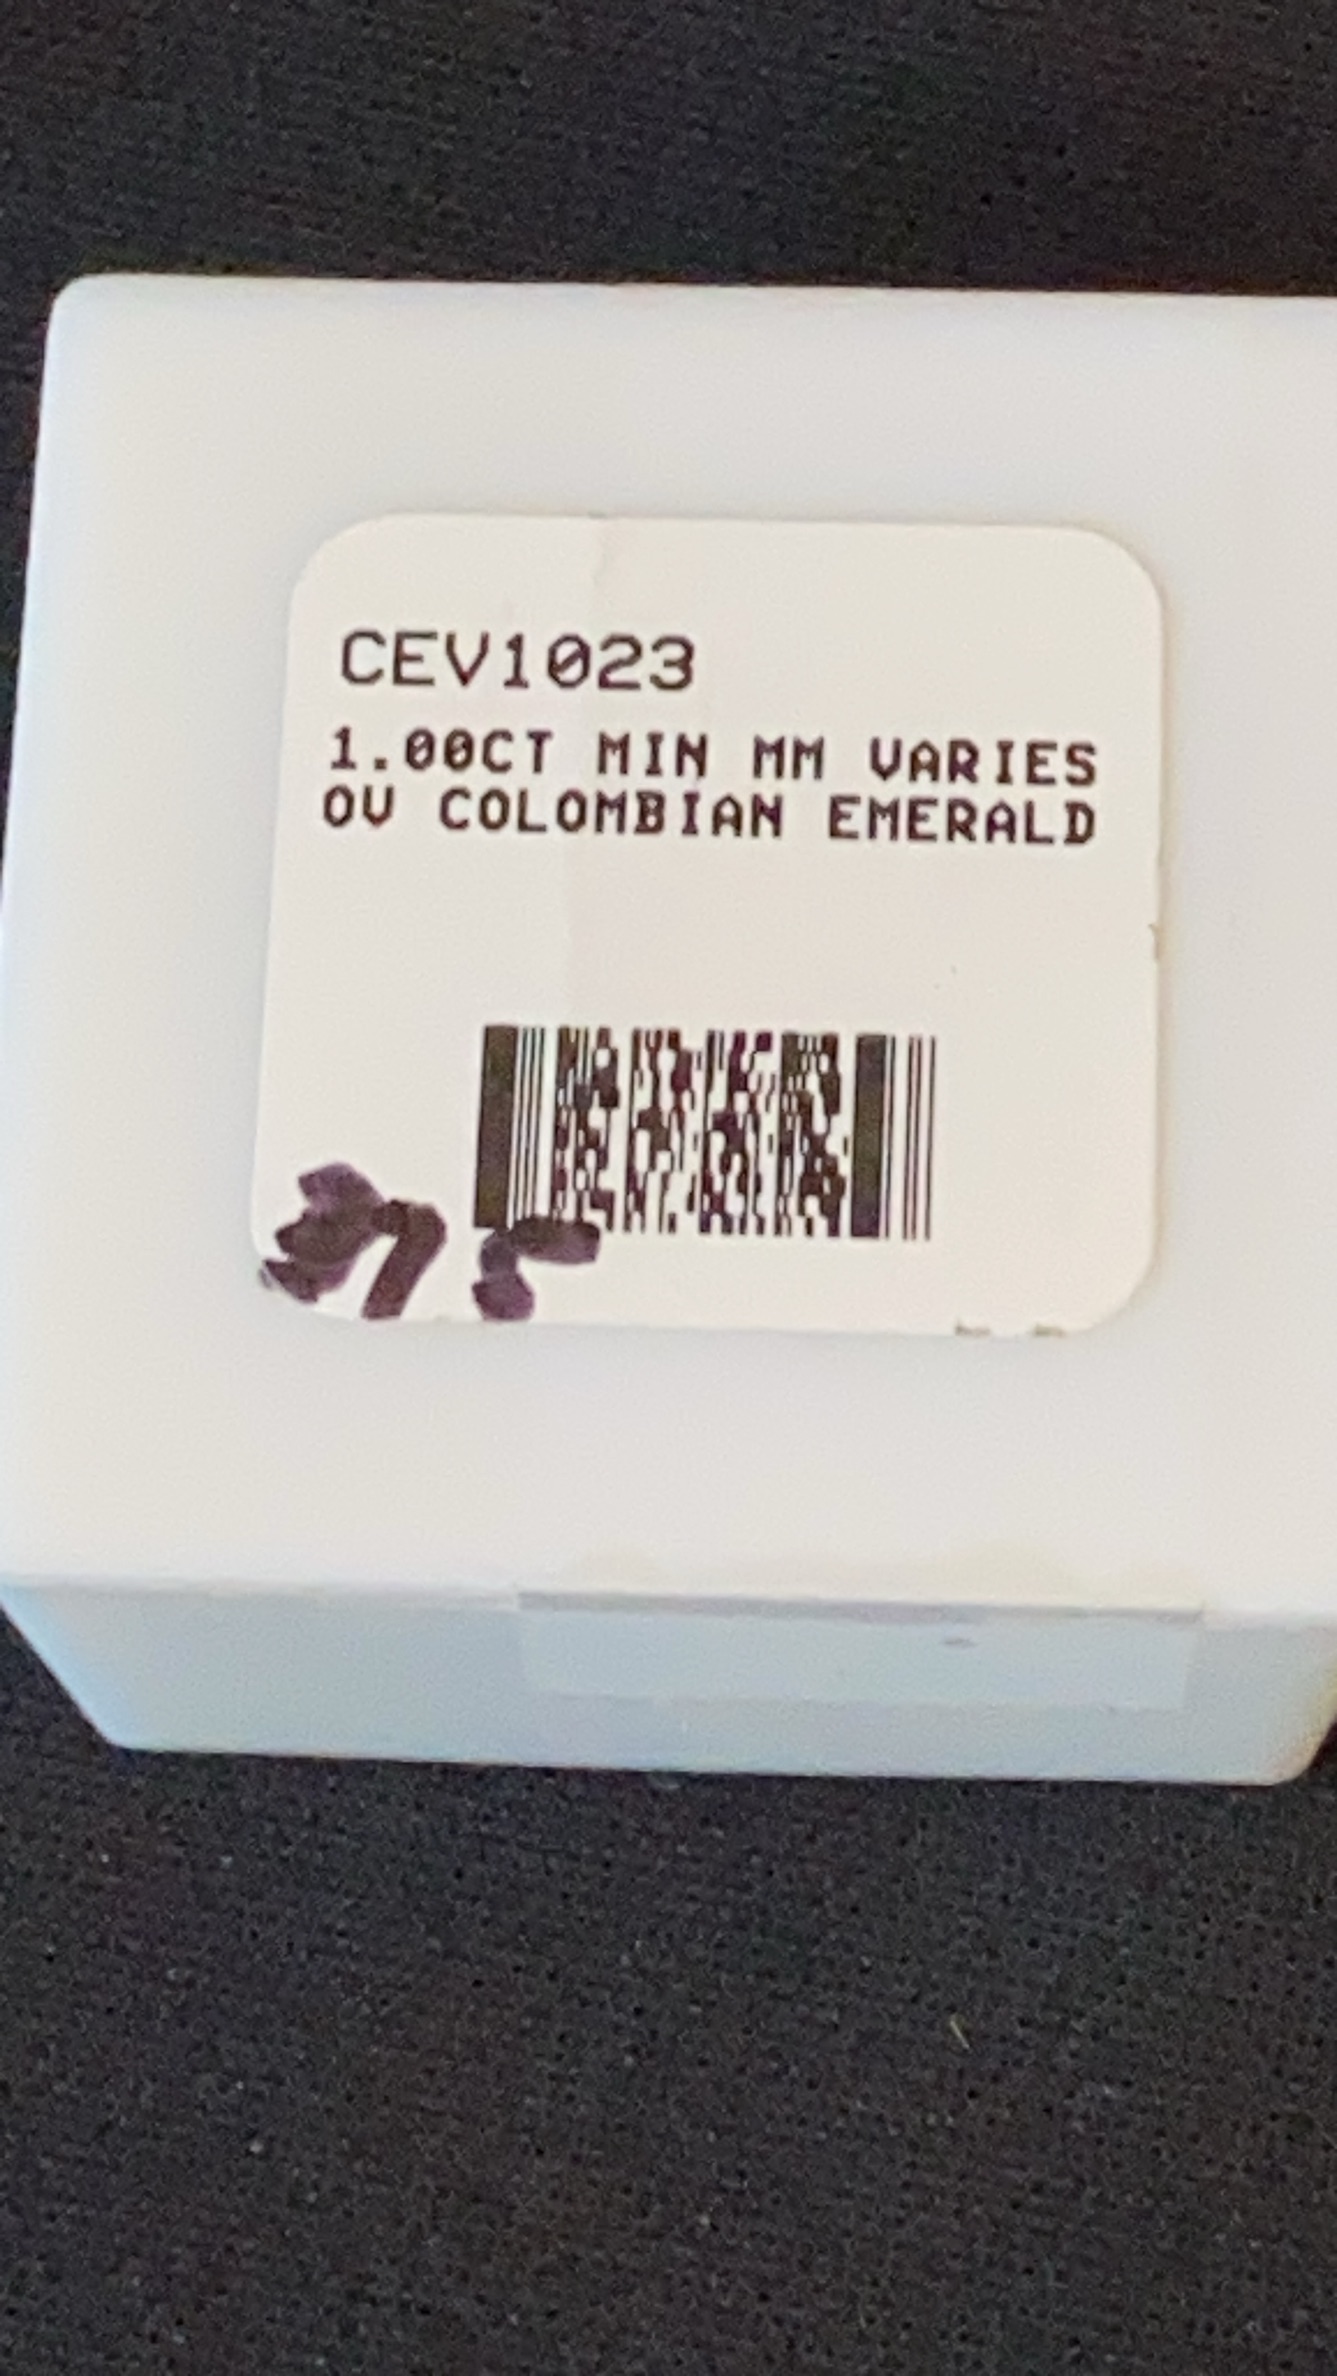 CEV1023
1.00CT MIN MM VARIES
OV COLOMBIAN EMERALD